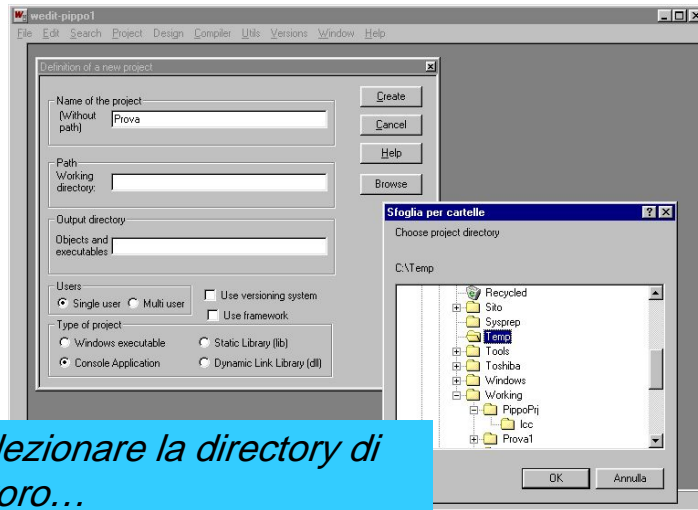 wedit-pippo1
File Edit Search Project Design Compiler Utils Versions Window Help
Definition of a new project
Name of the project
(Without path)
Prova
Create
Cancel
Help
Browse
Path
Working directory:
Output directory
Objects and executables
Users
Single user Multi user
Use versioning system
Use framework
Type of project
Windows executable
Static Library (lib)
Console Application
Dynamic Link Library (dll)
Sfoglia per cartelle
Choose project directory
C:\Temp
Recycled
Sito
Sysprep
Temp
Tools
Toshiba
Windows
Working
PippoPrj
lcc
Prova1
OK Annulla
lezionare la directory di
oro...